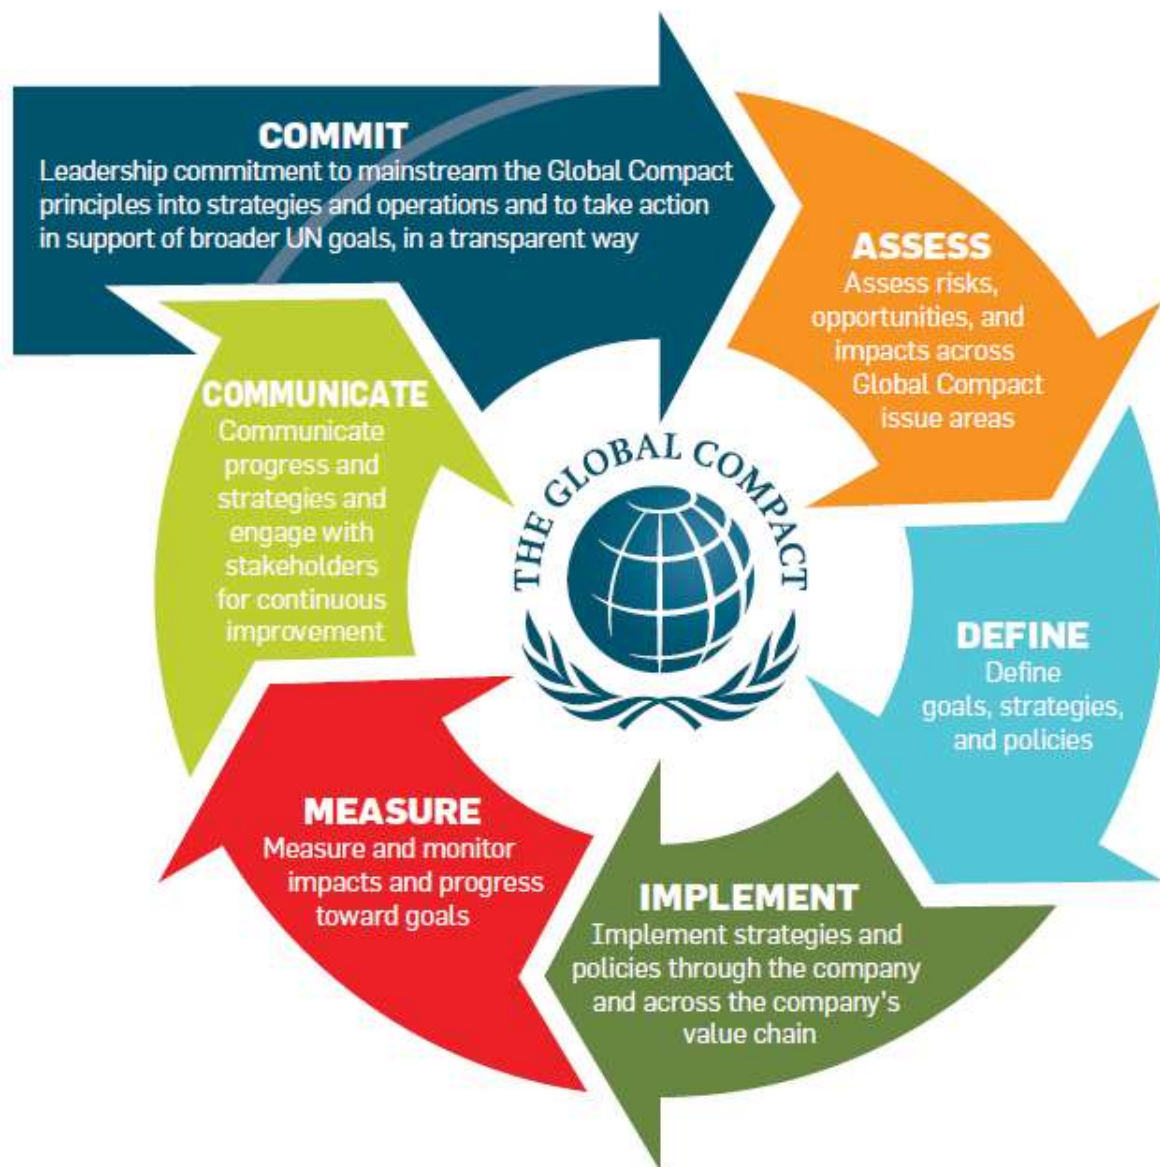 COMMIT
Leadership commitment to mainstream the Global Compact
principles into strategies and operations and to take action
in support of broader UN goals, in a transparent way
ASSESS
Assess risks,
opportunities, and
impacts across
Global Compact
issue areas
DEFINE
Define
goals, strategies,
and policies
IMPLEMENT
Implement strategies and
policies through the company
and across the company's
value chain
MEASURE
Measure and monitor
impacts and progress
toward goals
COMMUNICATE
Communicate
progress and
strategies and
engage with
stakeholders
for continuous
improvement
THE GLOBAL COMPACT